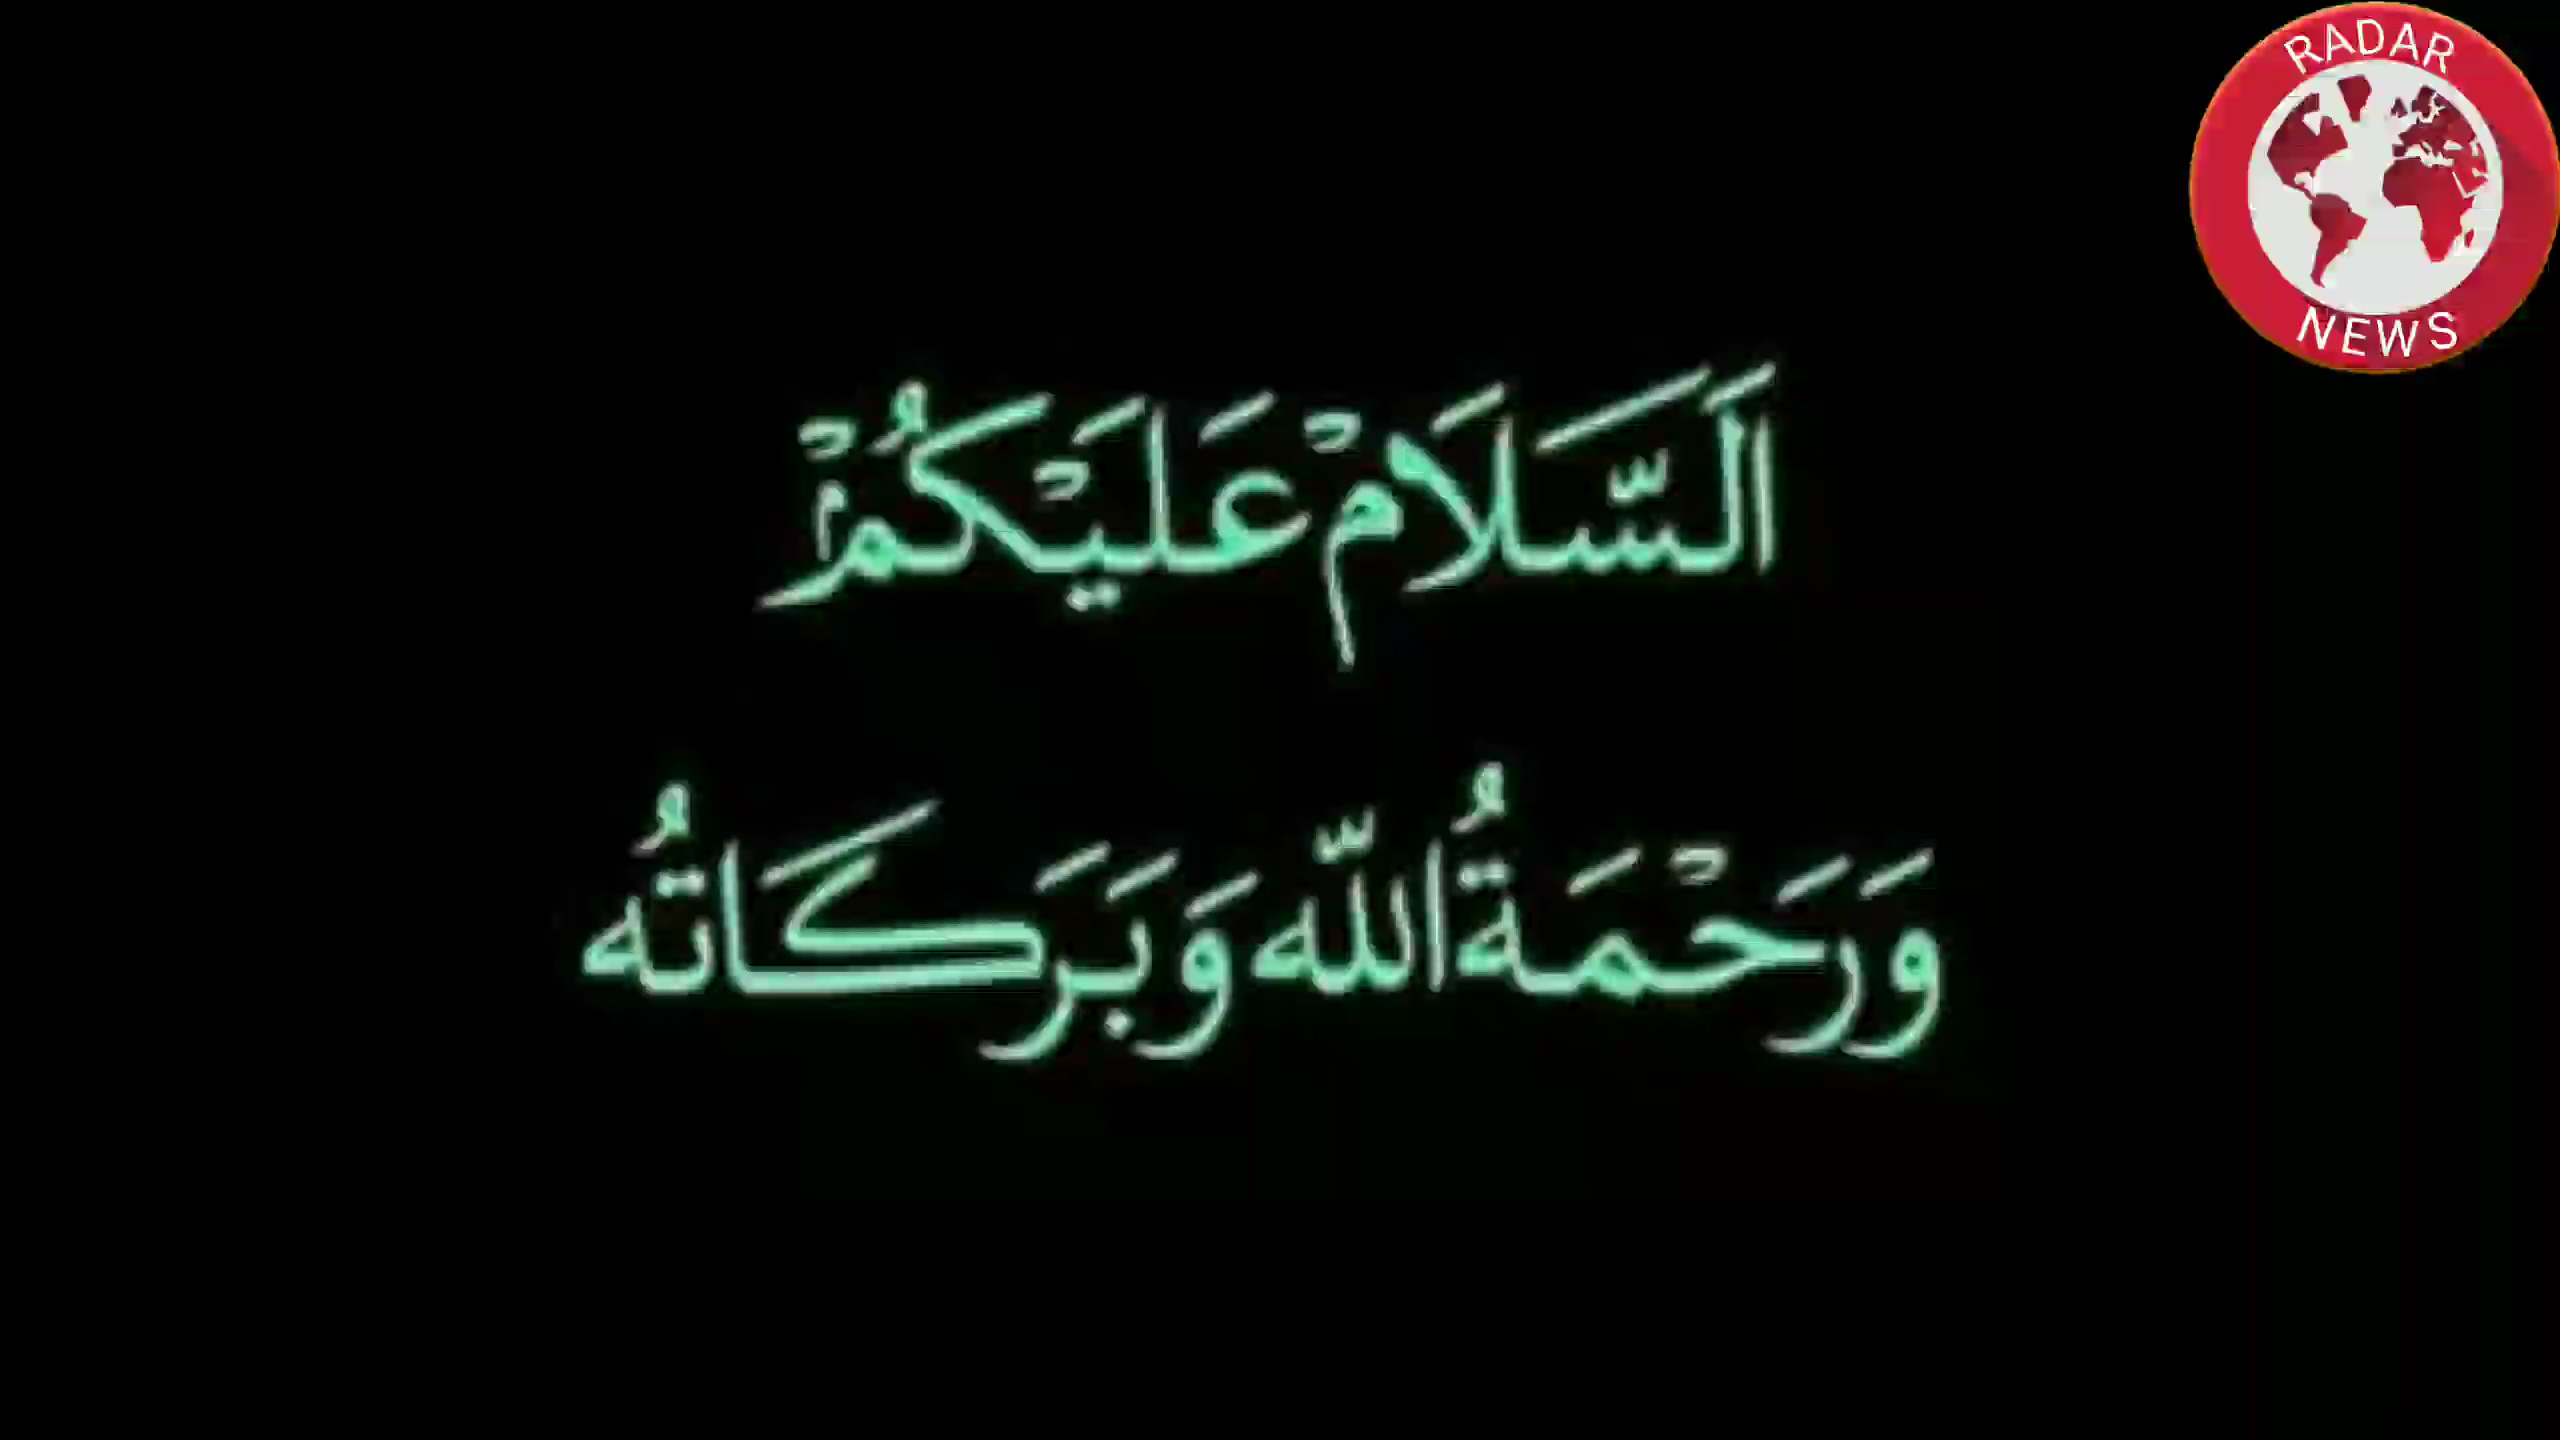 اَلسَّلَامْ عَلَيْكُمْ
وَرَحْمَةُ اللّه وَبَرَكَاتُه
RADAR
NEWS